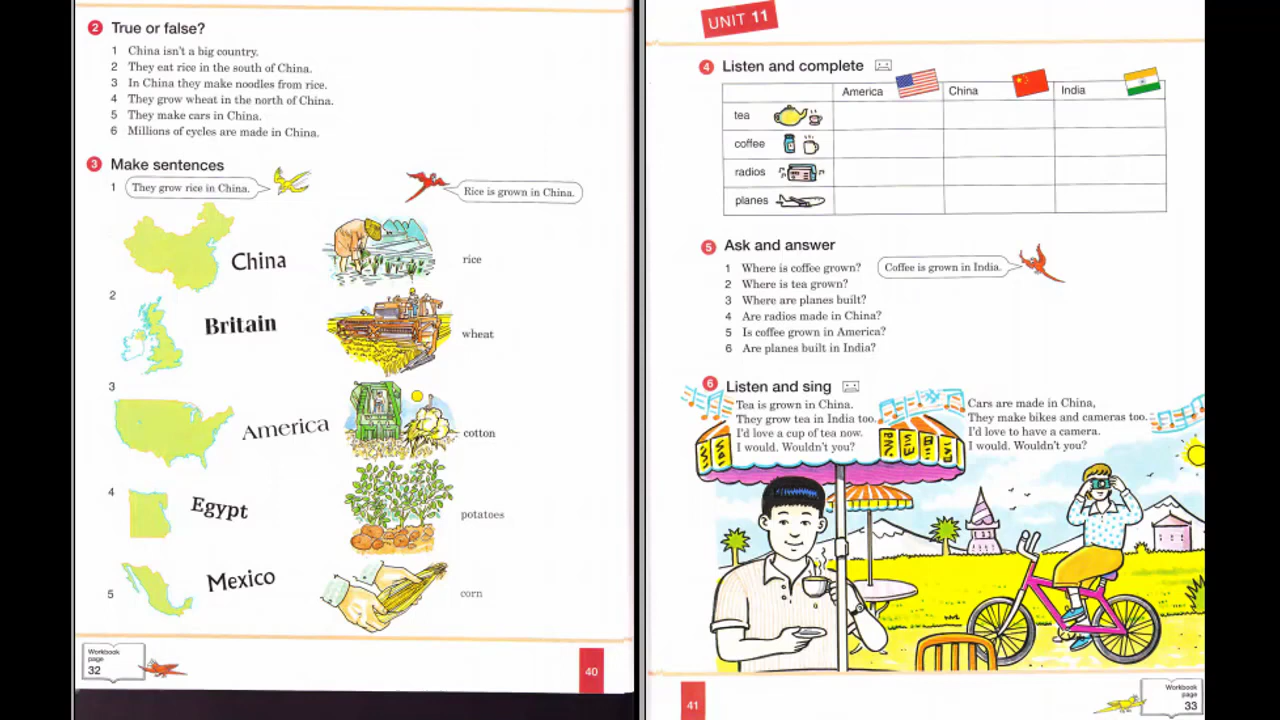 2 True or false?
1 China isn't a big country.
2 They eat rice in the south of China.
3 In China they make noodles from rice.
4 They grow wheat in the north of China.
5 They make cars in China.
6 Millions of cycles are made in China.
3 Make sentences
1 They grow rice in China. Rice is grown in China.
China rice
2 Britain wheat
3 America cotton
4 Egypt potatoes
5 Mexico corn
Workbook
page
32
40
UNIT 11
4 Listen and complete
America China India
tea
coffee
radios
planes
5 Ask and answer
1 Where is coffee grown? Coffee is grown in India.
2 Where is tea grown?
3 Where are planes built?
4 Are radios made in China?
5 Is coffee grown in America?
6 Are planes built in India?
6 Listen and sing
Tea is grown in China.
They grow tea in India too.
I'd love a cup of tea now.
I would. Wouldn't you?
Cars are made in China,
They make bikes and cameras too.
I'd love to have a camera.
I would. Wouldn't you?
41
Workbook
page
33